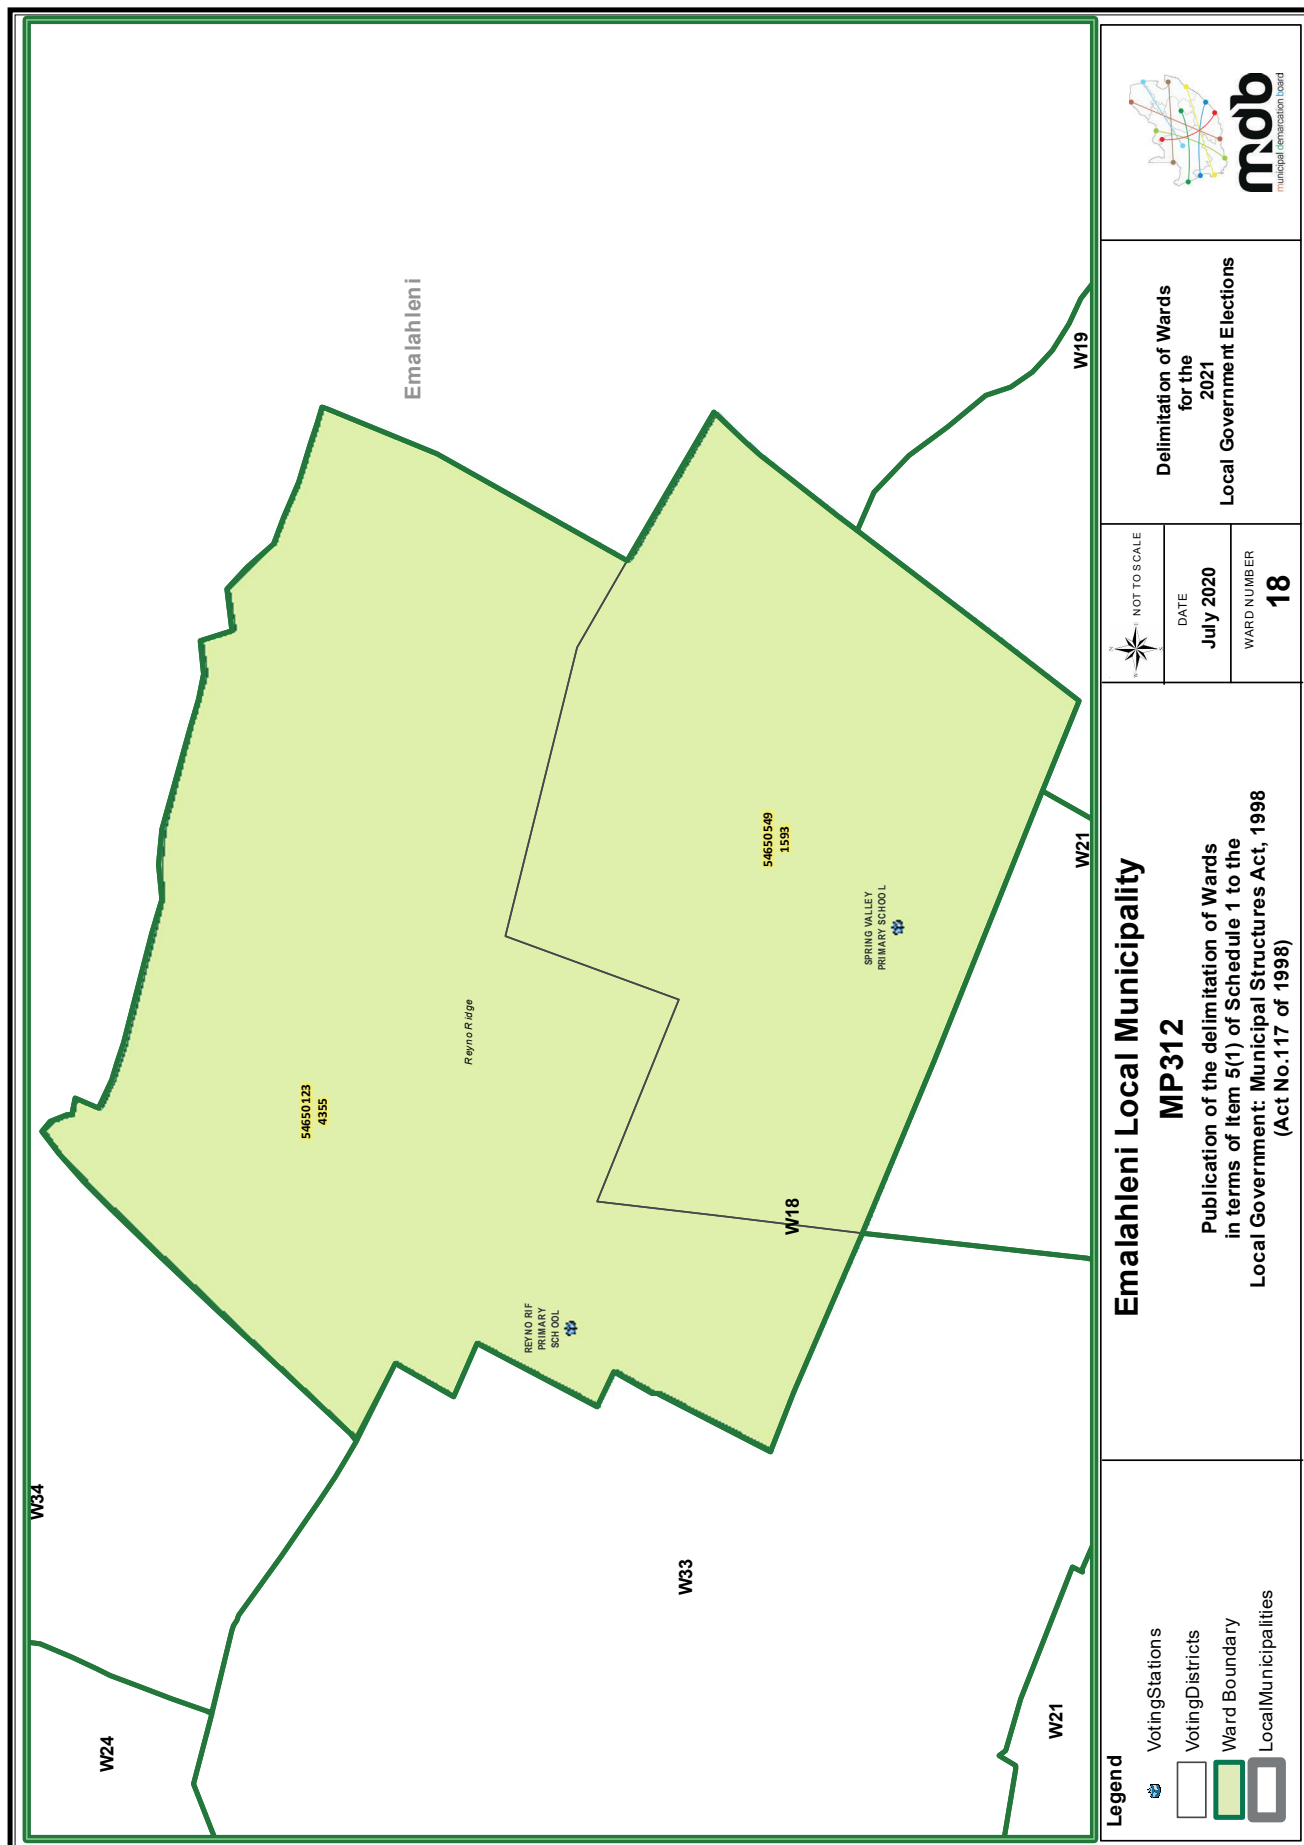 W34
W24
Emalahleni
54650123
4355
Reyno Ridge
REYNO RIF
PRIMARY
SCHOOL
W33
54650549
1593
W18
SPRING VALLEY
PRIMARY SCHOOL
W21
W21
W19
Legend
VotingStations
VotingDistricts
Ward Boundary
LocalMunicipalities
Emalahleni Local Municipality
MP312
Publication of the delimitation of Wards
in terms of Item 5(1) of Schedule 1 to the
Local Government: Municipal Structures Act, 1998
(Act No.117 of 1998)
N
W E
S
NOT TO SCALE
DATE
July 2020
WARD NUMBER
18
Delimitation of Wards
for the
2021
Local Government Elections
mdb
municipal demarcation board